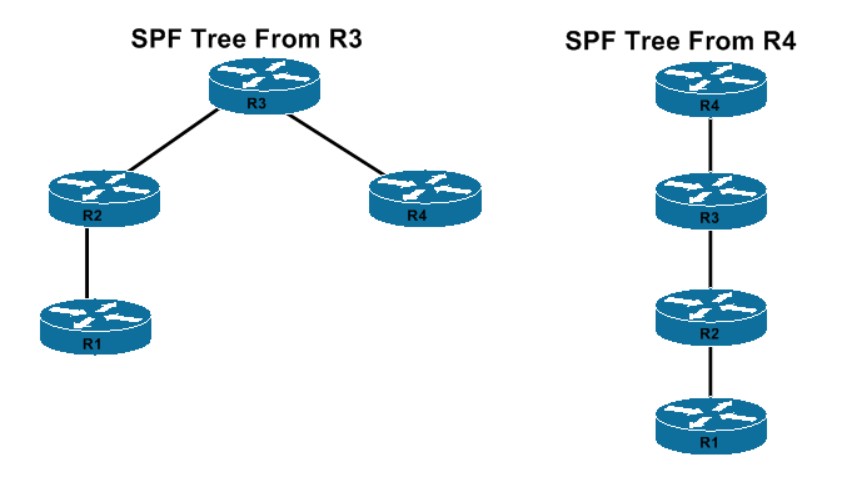 SPF Tree From R3
R3
R2
R4
R1
SPF Tree From R4
R4
R3
R2
R1